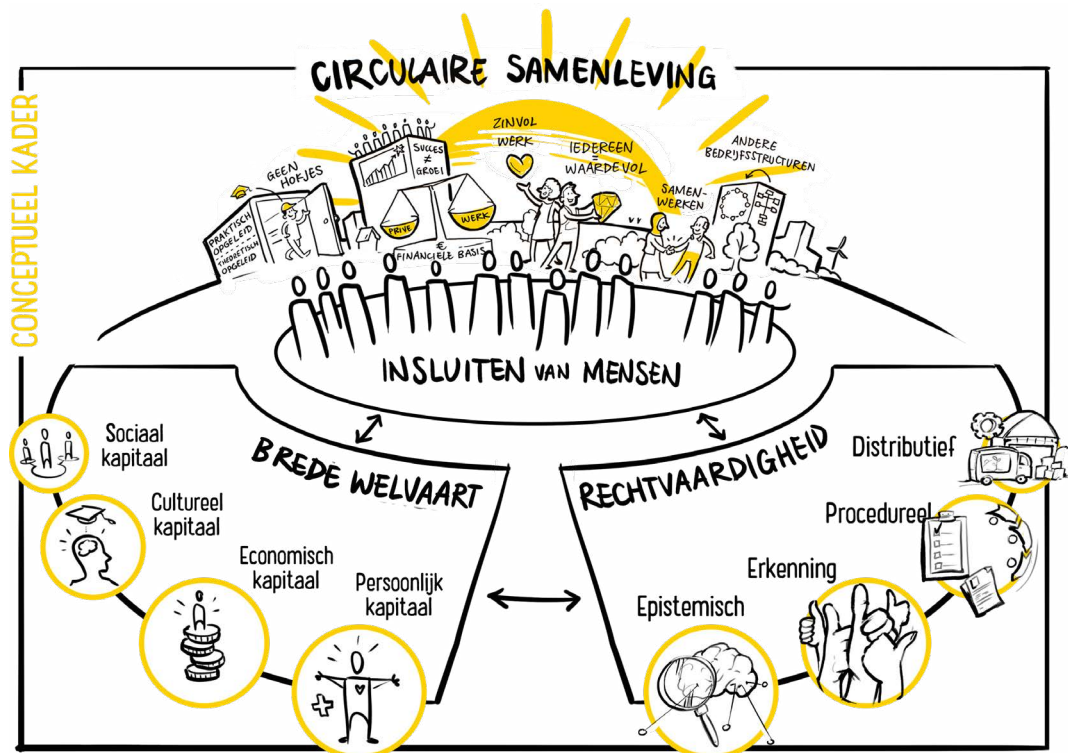 CONCEPTUEEL KADER
CIRCULAIRE SAMENLEVING
GEEN
HOKJES
PRAKTISCH
OPGELEID
THEORETISCH
OPGELEID
SUCCES
≠
GROEI
PRIVE
WERK
€
FINANCIELE BASIS
ZINVOL
WERK
IEDEREEN
=
WAARDEVOL
SAMEN-
WERKEN
ANDERE
BEDRIJFSSTRUCTUREN
INSLUITEN VAN MENSEN
BREDE WELVAART
Sociaal
kapitaal
Cultureel
kapitaal
Economisch
kapitaal
Persoonlijk
kapitaal
RECHTVAARDIGHEID
Distributief
Procedureel
Erkenning
Epistemisch